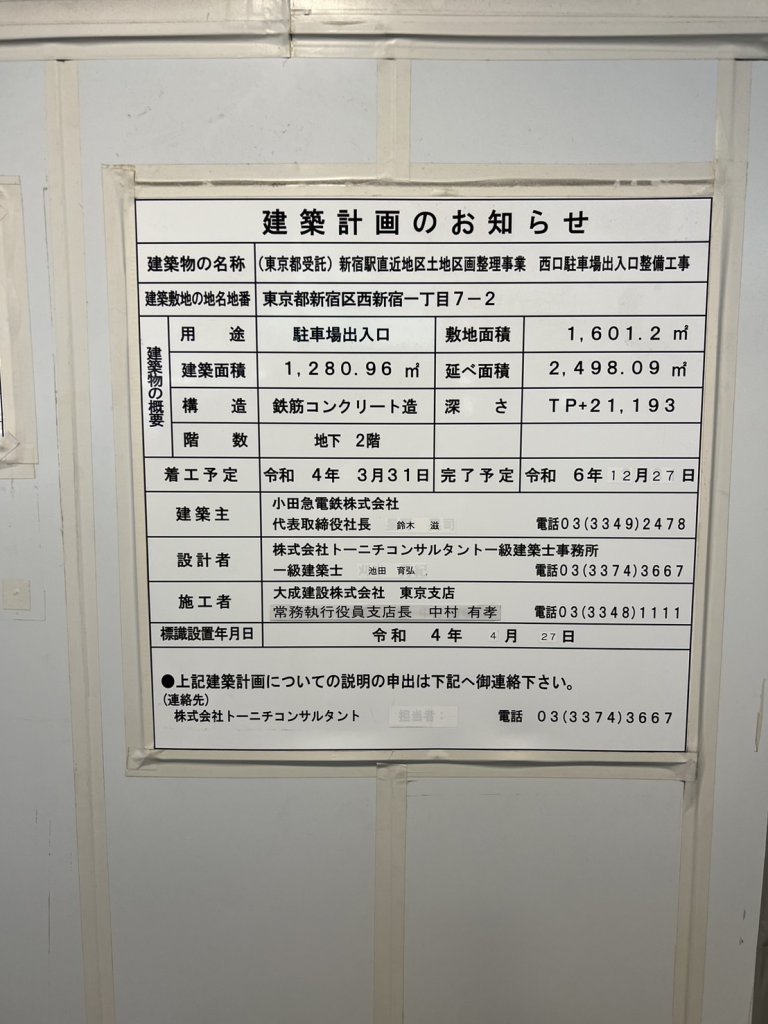 建築計画のお知らせ
建築物の名称 (東京都受託) 新宿駅直近地区土地区画整理事業 西口駐車場出入口整備工事
建築敷地の地名地番 東京都新宿区西新宿一丁目7-2
建築物の概要
用途 駐車場出入口 敷地面積 1,601.2 ㎡
建築面積 1,280.96 ㎡ 延べ面積 2,498.09 ㎡
構造 鉄筋コンクリート造 深さ TP+21,193
階数 地下 2階
着工予定 令和 4年 3月31日 完了予定 令和 6年12月27日
建築主 小田急電鉄株式会社
代表取締役社長 鈴木 滋 電話03(3349)2478
設計者 株式会社トーニチコンサルタント一級建築士事務所
一級建築士 池田 育弘 電話03(3374)3667
施工者 大成建設株式会社 東京支店
常務執行役員支店長 中村 有孝 電話03(3348)1111
標識設置年月日 令和 4年 4月 27日
●上記建築計画についての説明の申出は下記へ御連絡下さい。
(連絡先)
株式会社トーニチコンサルタント 担当者: 電話 03(3374)3667